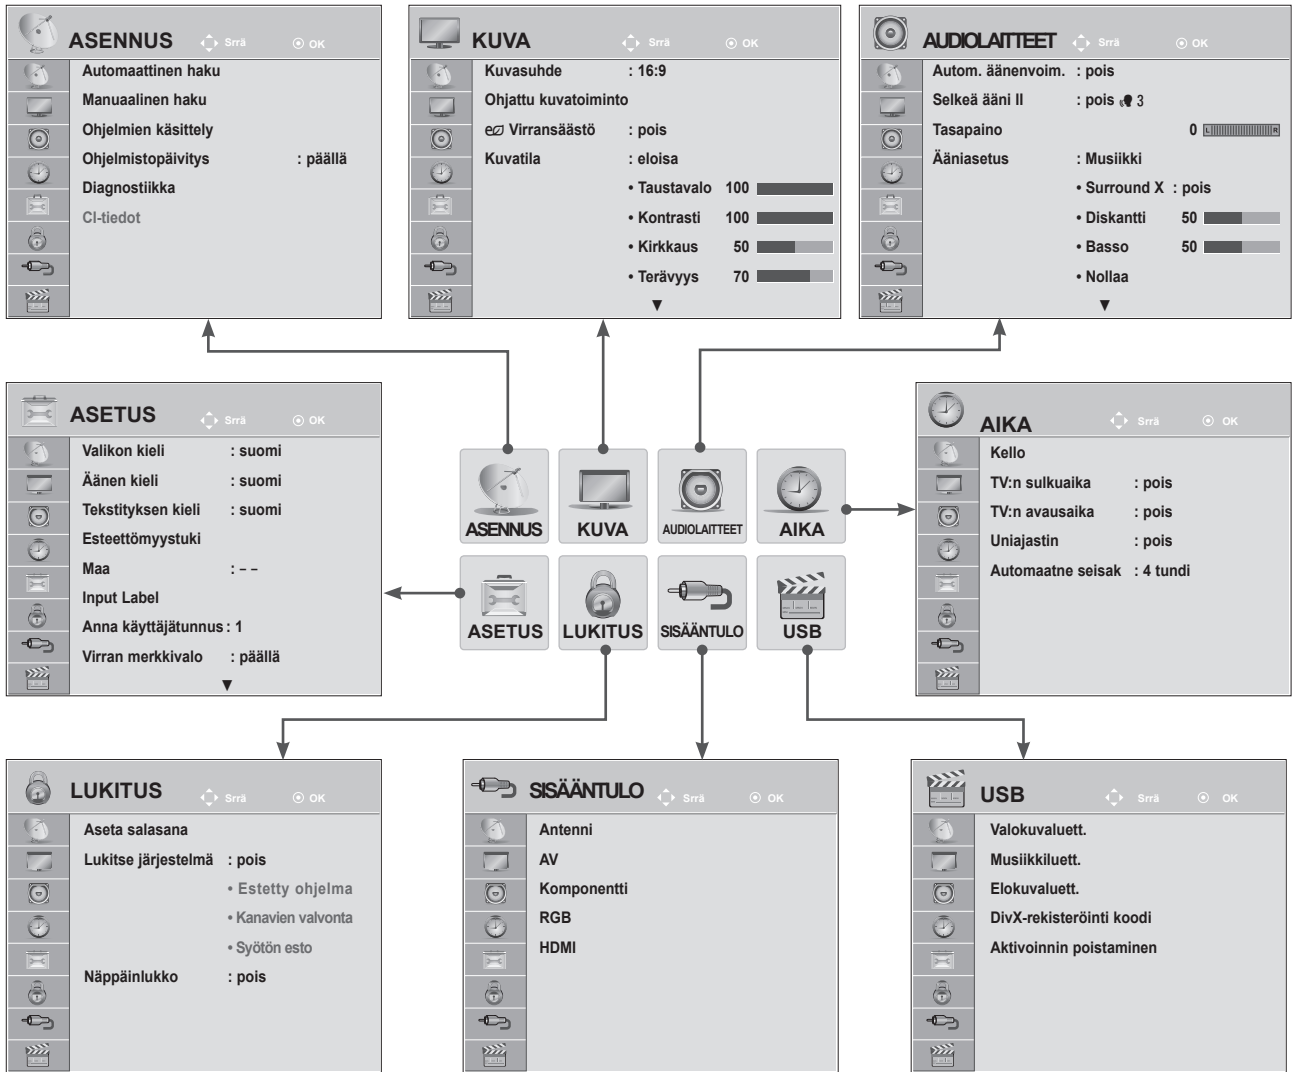 ASENNUS Srrä OK
Automaattinen haku
Manuaalinen haku
Ohjelmien käsittely
Ohjelmistopäivitys : päällä
Diagnostiikka
CI-tiedot
KUVA Srrä OK
Kuvasuhde : 16:9
Ohjattu kuvatoiminto
e Virransäästö : pois
Kuvatila : eloisa
• Taustavalo 100
• Kontrasti 100
• Kirkkaus 50
• Terävyys 70
▼
AUDIOLAITTEET Srrä OK
Autom. äänenvoim. : pois
Selkeä ääni II : pois 3
Tasapaino 0 L R
Ääniasetus : Musiikki
• Surround X : pois
• Diskantti 50
• Basso 50
• Nollaa
▼
ASETUS Srrä OK
Valikon kieli : suomi
Äänen kieli : suomi
Tekstityksen kieli : suomi
Esteettömyystuki
Maa : – –
Input Label
Anna käyttäjätunnus : 1
Virran merkkivalo : päällä
▼
ASENNUS KUVA AUDIOLAITTEET AIKA
ASETUS LUKITUS SISÄÄNTULO USB
AIKA Srrä OK
Kello
TV:n sulkuaika : pois
TV:n avausaika : pois
Uniajastin : pois
Automaatne seisak : 4 tundi
LUKITUS Srrä OK
Aseta salasana
Lukitse järjestelmä : pois
• Estetty ohjelma
• Kanavien valvonta
• Syötön esto
Näppäinlukko : pois
SISÄÄNTULO Srrä OK
Antenni
AV
Komponentti
RGB
HDMI
USB Srrä OK
Valokuvaluett.
Musiikkiluett.
Elokuvaluett.
DivX-rekisteröinti koodi
Aktivoinnin poistaminen